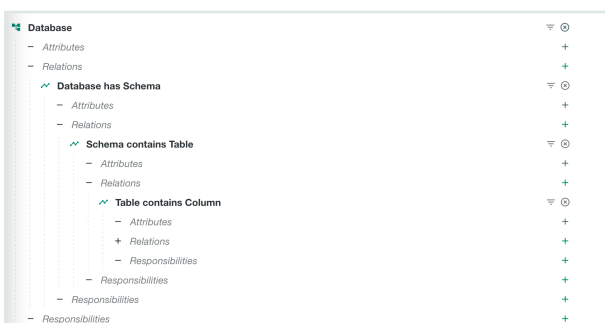 Database
Attributes
Relations
Database has Schema
Attributes
Relations
Schema contains Table
Attributes
Relations
Table contains Column
Attributes
Relations
Responsibilities
Responsibilities
Responsibilities
Responsibilities